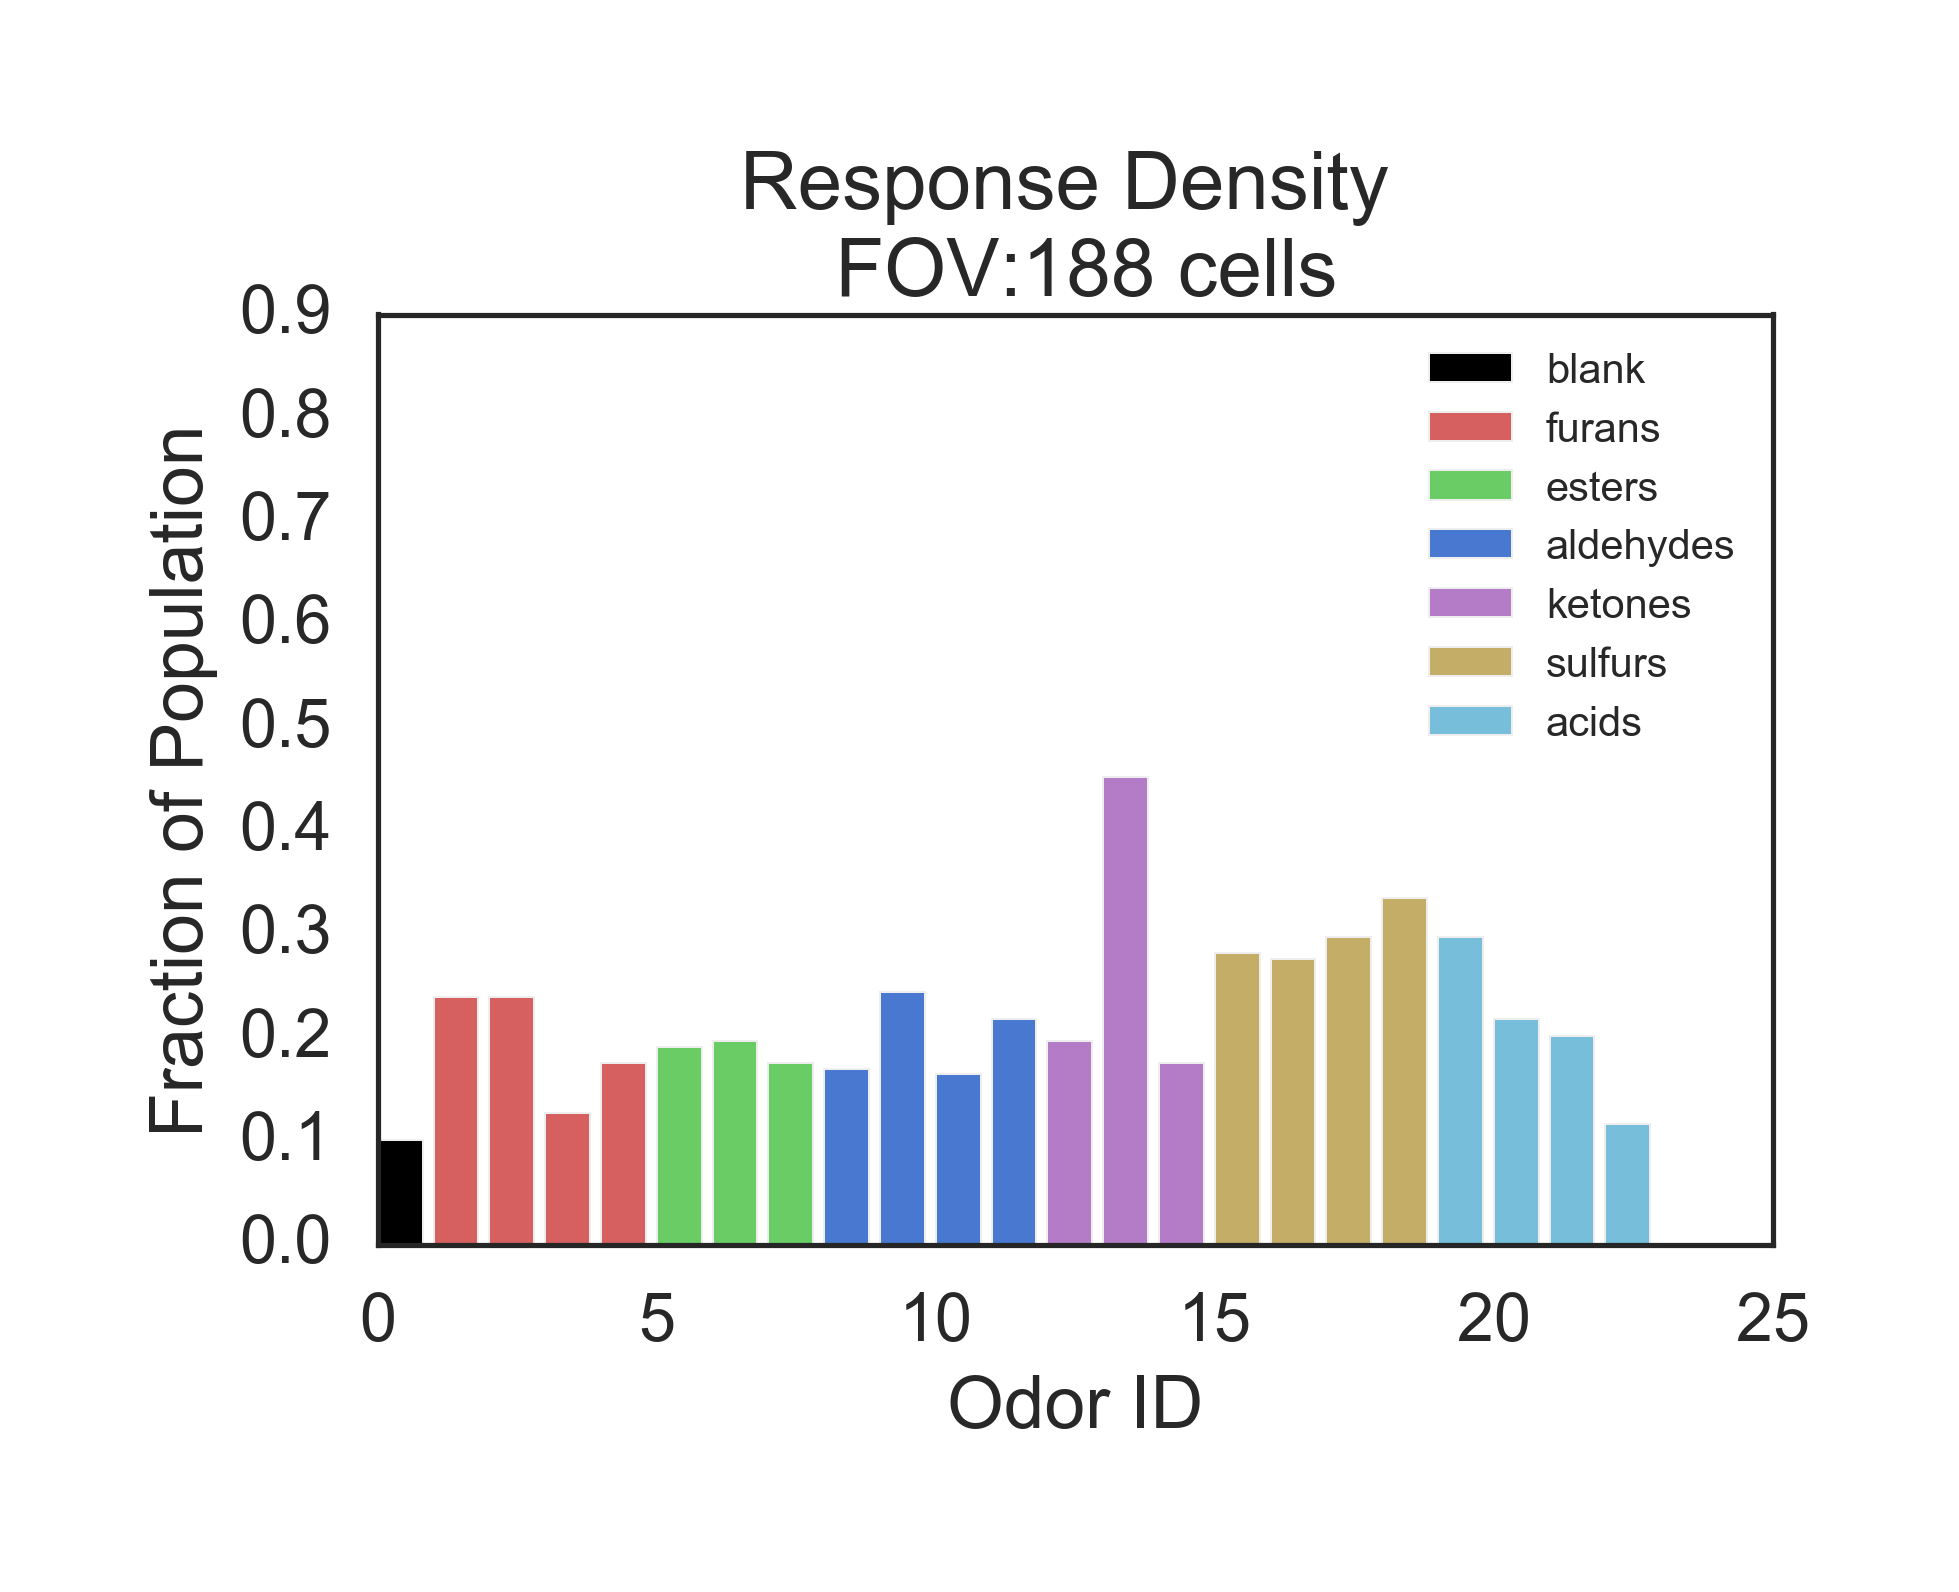 Response Density
FOV:188 cells
0.9
0.8
0.7
0.6
0.5
0.4
0.3
0.2
0.1
0.0
Fraction of Population
blank
furans
esters
aldehydes
ketones
sulfurs
acids
0 5 10 15 20 25
Odor ID